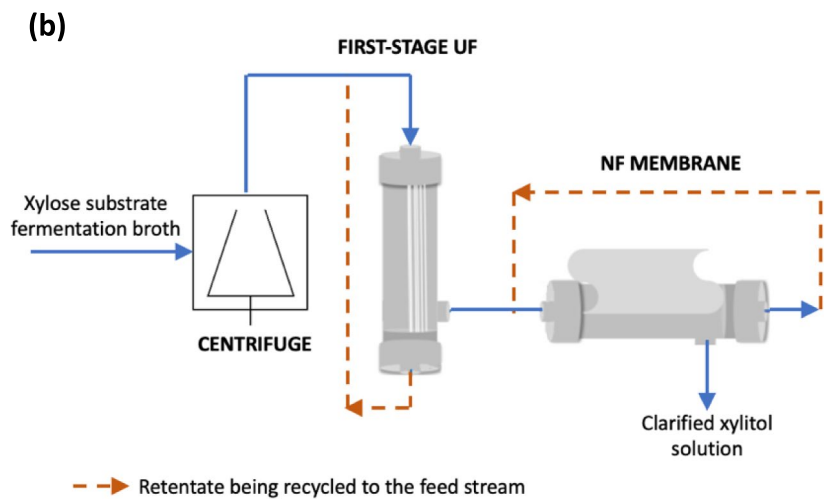 (b)
FIRST-STAGE UF
NF MEMBRANE
Xylose substrate
fermentation broth
CENTRIFUGE
Clarified xylitol
solution
Retentate being recycled to the feed stream